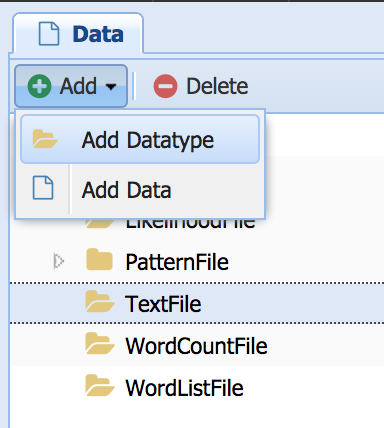 Data
Add Delete
Add Datatype
Add Data
LikelihoodFile
PatternFile
TextFile
WordCountFile
WordListFile